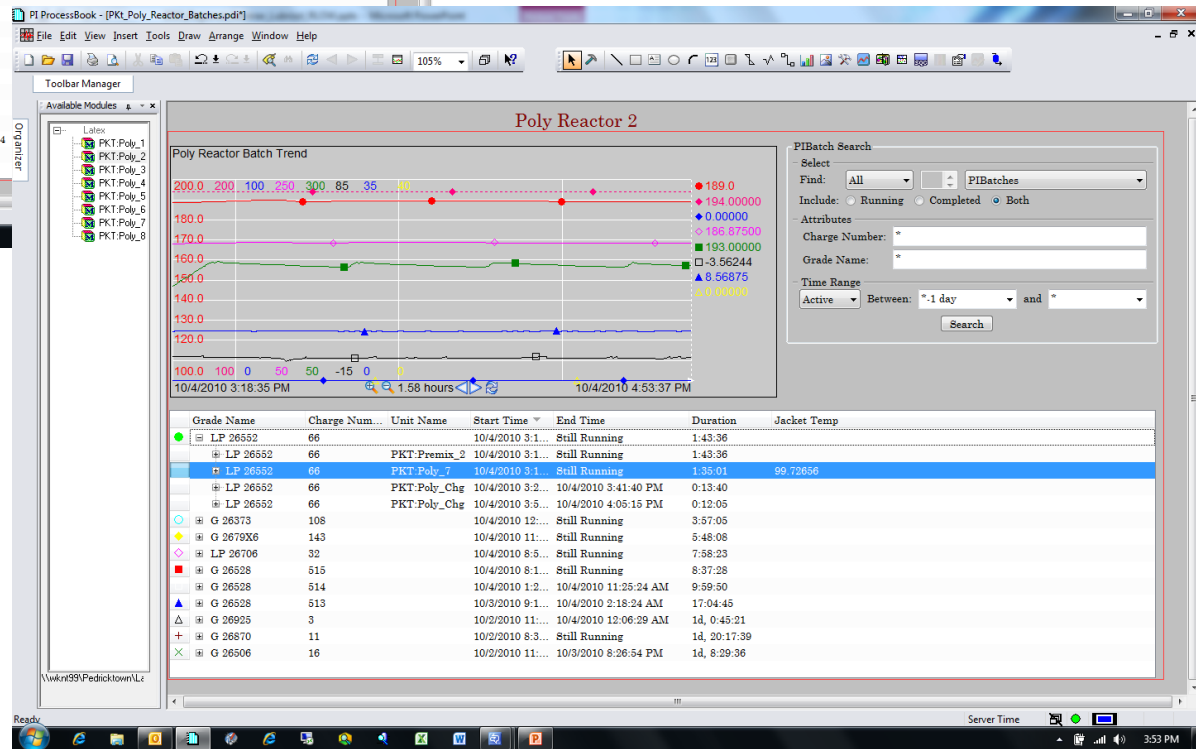 PI ProcessBook - [PKt_Poly_Reactor_Batches.pdi*]
File Edit View Insert Tools Draw Arrange Window Help
105%
123
Toolbar Manager
Organizer
4
Available Modules
Latex
PKT:Poly_1
PKT:Poly_2
PKT:Poly_3
PKT:Poly_4
PKT:Poly_5
PKT:Poly_6
PKT:Poly_7
PKT:Poly_8
\\wknt99\Pedricktown\La
Poly Reactor 2
Poly Reactor Batch Trend
200.0 200 100 250 300 85 35 40
180.0
170.0
160.0
150.0
140.0
130.0
120.0
100.0 100 0 50 50 -15 0 0
189.0
194.00000
0.00000
186.87500
193.00000
-3.56244
8.56875
0.00000
10/4/2010 3:18:35 PM 1.58 hours 10/4/2010 4:53:37 PM
PIBatch Search
Select
Find: All PIBatches
Include: Running Completed Both
Attributes
Charge Number: *
Grade Name: *
Time Range
Active Between: *-1 day and *
Search
Grade Name Charge Num... Unit Name Start Time End Time Duration Jacket Temp
LP 26552 66 10/4/2010 3:1... Still Running 1:43:36
LP 26552 66 PKT:Premix_2 10/4/2010 3:1... Still Running 1:43:36
LP 26552 66 PKT:Poly_7 10/4/2010 3:1... Still Running 1:35:01 99.72656
LP 26552 66 PKT:Poly_Chg 10/4/2010 3:2... 10/4/2010 3:41:40 PM 0:13:40
LP 26552 66 PKT:Poly_Chg 10/4/2010 3:5... 10/4/2010 4:05:15 PM 0:12:05
G 26373 108 10/4/2010 12:... Still Running 3:57:05
G 2679X6 143 10/4/2010 11:... Still Running 5:48:08
LP 26706 32 10/4/2010 8:5... Still Running 7:58:23
G 26528 515 10/4/2010 8:1... Still Running 8:37:28
G 26528 514 10/4/2010 1:2... 10/4/2010 11:25:24 AM 9:59:50
G 26528 513 10/3/2010 9:1... 10/4/2010 2:18:24 AM 17:04:45
G 26925 3 10/2/2010 11:... 10/4/2010 12:06:29 AM 1d, 0:45:21
G 26870 11 10/2/2010 8:3... Still Running 1d, 20:17:39
G 26506 16 10/2/2010 11:... 10/3/2010 8:26:54 PM 1d, 8:29:36
Ready
Server Time
3:53 PM